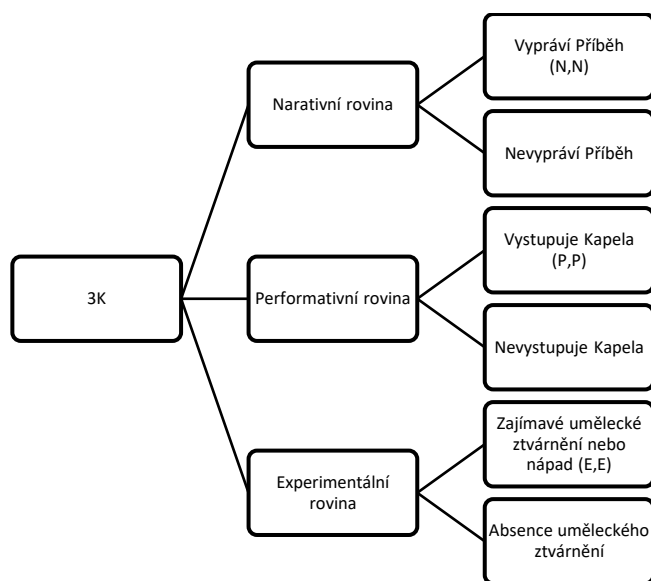 Vypráví Příběh
(N,N)
Narativní rovina
Nevypráví Příběh
Vystupuje Kapela
(P,P)
3K
Performativní rovina
Nevystupuje Kapela
Zajímavé umělecké
ztvárnění nebo
nápad (E,E)
Experimentální
rovina
Absence uměleckého
ztvárnění